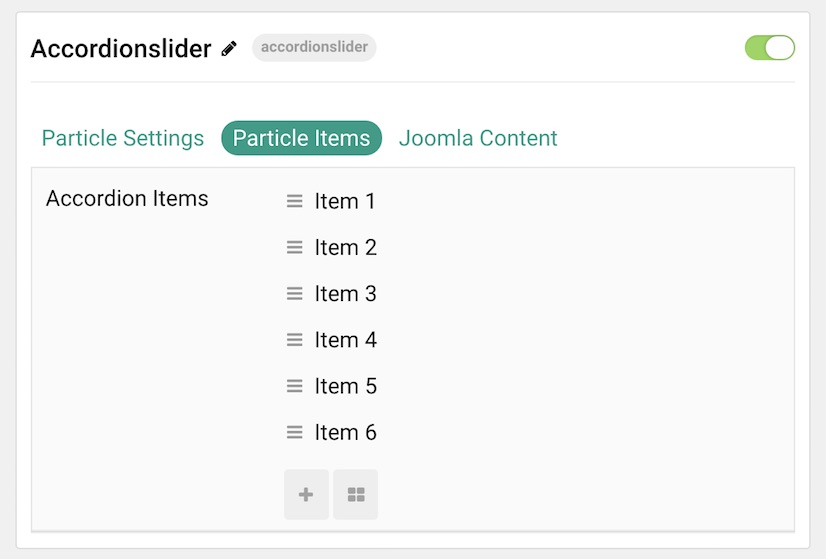 Accordionslider accordionslider
Particle Settings Particle Items Joomla Content
Accordion Items
Item 1
Item 2
Item 3
Item 4
Item 5
Item 6